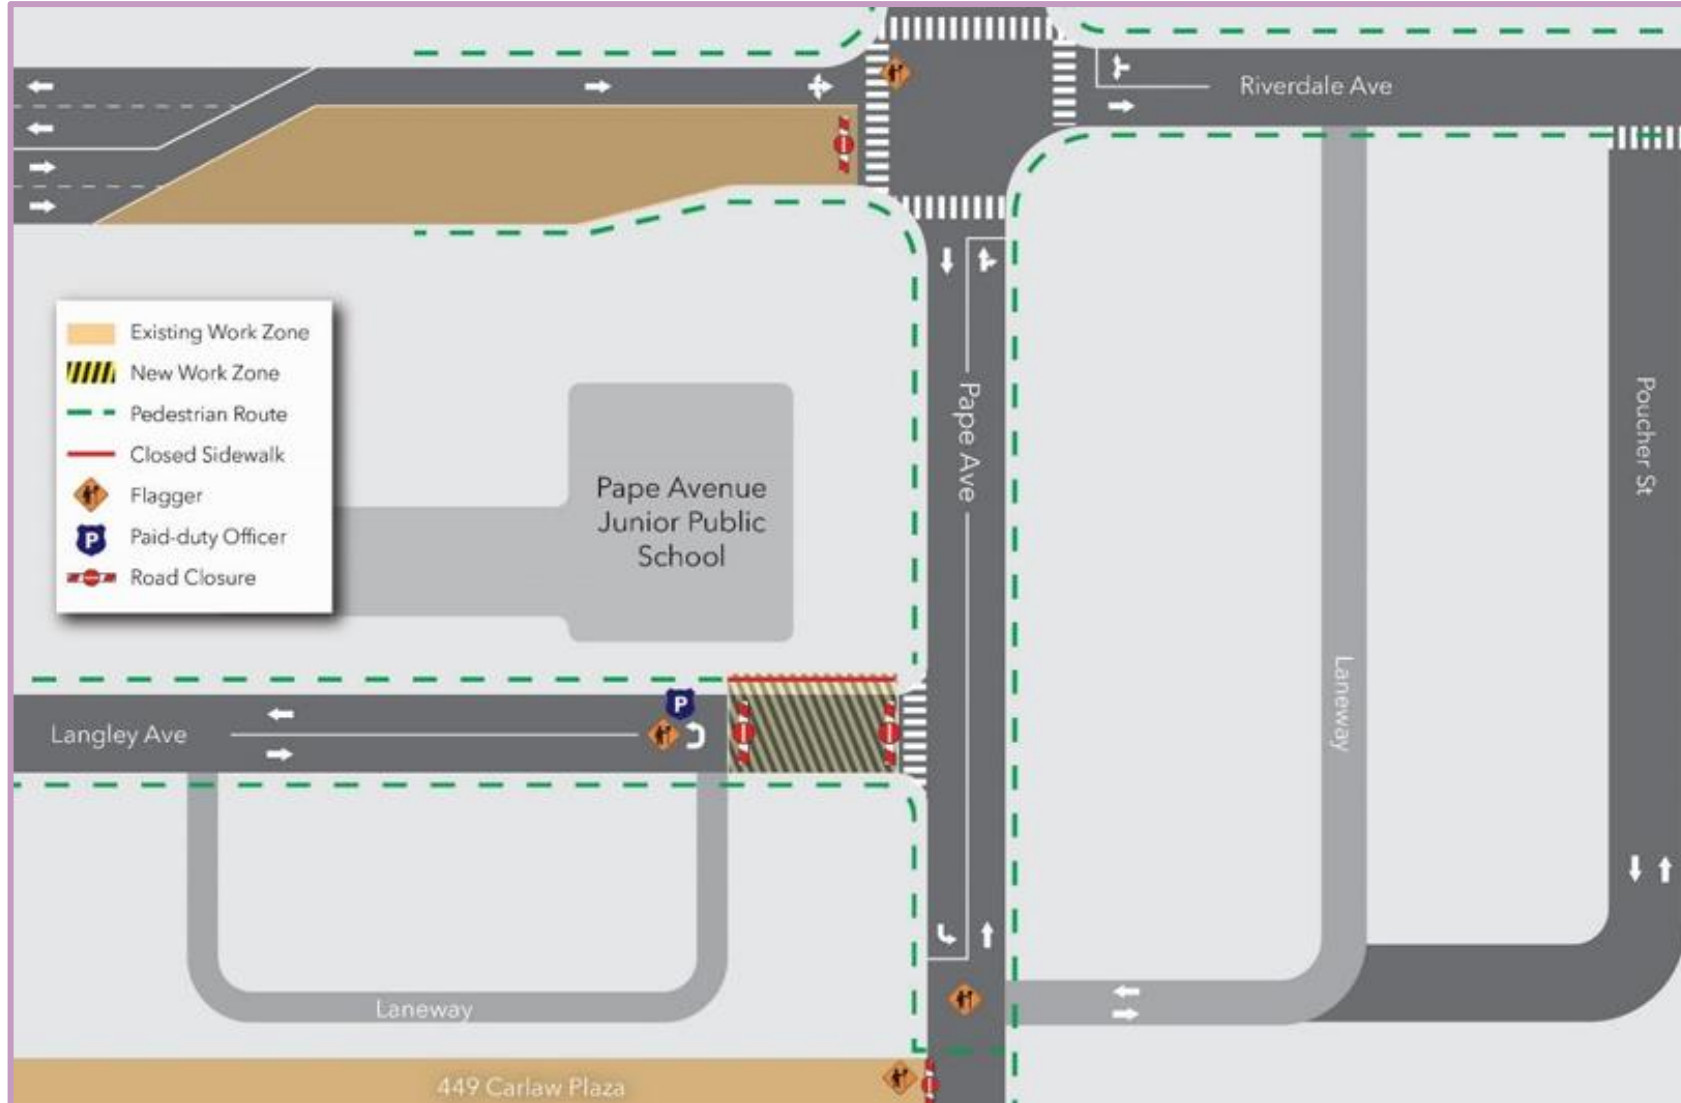 Riverdale Ave
Existing Work Zone
New Work Zone
Pedestrian Route
Closed Sidewalk
Flagger
P
Paid-duty Officer
Road Closure
Pape Avenue
Junior Public
School
Pape Ave
Poucher St
Laneway
P
Langley Ave
Laneway
449 Carlaw Plaza